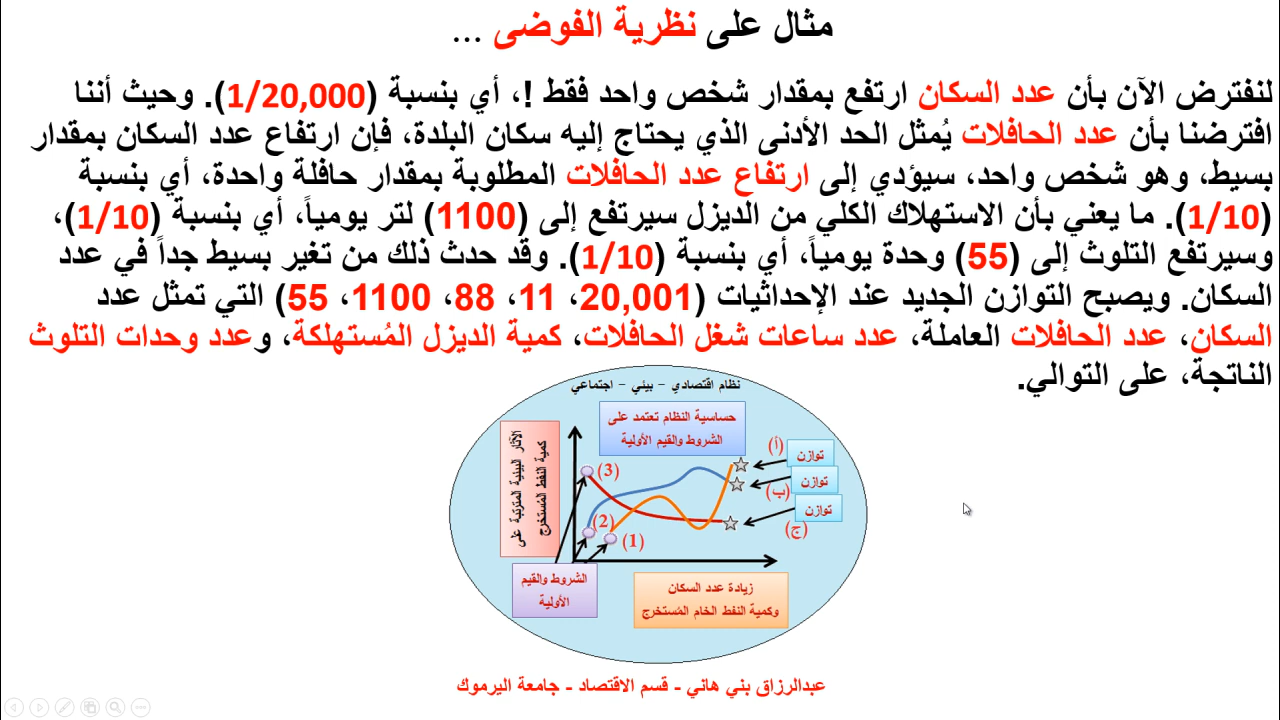 مثال على نظرية الفوضى ...
لنفترض الآن بأن عدد السكان ارتفع بمقدار شخص واحد فقط !، أي بنسبة (1/20,000). وحيث أننا
افترضنا بأن عدد الحافلات يُمثل الحد الأدنى الذي يحتاج إليه سكان البلدة، فإن ارتفاع عدد السكان بمقدار
بسيط، وهو شخص واحد، سيؤدي إلى ارتفاع عدد الحافلات المطلوبة بمقدار حافلة واحدة، أي بنسبة
(1/10). ما يعني بأن الاستهلاك الكلي من الديزل سيرتفع إلى (1100) لتر يومياً، أي بنسبة (1/10)،
وسيرتفع التلوث إلى (55) وحدة يومياً، أي بنسبة (1/10). وقد حدث ذلك من تغير بسيط جداً في عدد
السكان. ويصبح التوازن الجديد عند الإحداثيات (20,001، 11، 88، 1100، 55) التي تمثل عدد
السكان، عدد الحافلات العاملة، عدد ساعات شغل الحافلات، كمية الديزل المُستهلكة، وعدد وحدات التلوث
الناتجة، على التوالي.
نظام اقتصادي - بيئي - اجتماعي
حساسية النظام تعتمد على
الشروط والقيم الأولية
الآثار البيئية المترتبة على
كمية النفط المُستخرج
(أ)
توازن
(ب)
توازن
(ج)
توازن
(3)
(2)
(1)
الشروط والقيم
الأولية
زيادة عدد السكان
وكمية النفط الخام المُستخرج
عبدالرزاق بني هاني - قسم الاقتصاد - جامعة اليرموك